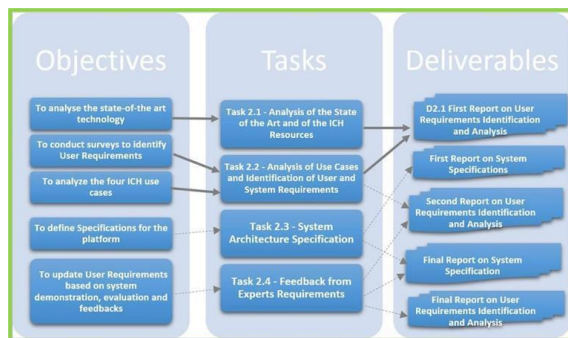 Objectives
To analyse the state-of-the art
technology
To conduct surveys to identify
User Requirements
To analyze the four ICH use
cases
To define Specifications for the
platform
To update User Requirements
based on system
demonstration, evaluation and
feedbacks
Tasks
Task 2.1 - Analysis of the State
of the Art and of the ICH
Resources
Task 2.2 - Analysis of Use Cases
and Identification of User and
System Requirements
Task 2.3 - System
Architecture Specification
Task 2.4 - Feedback from
Experts Requirements
Deliverables
D2.1 First Report on User
Requirements Identification
and Analysis
First Report on System
Specifications
Second Report on User
Requirements Identification
and Analysis
Final Report on System
Specification
Final Report on User
Requirements Identification
and Analysis